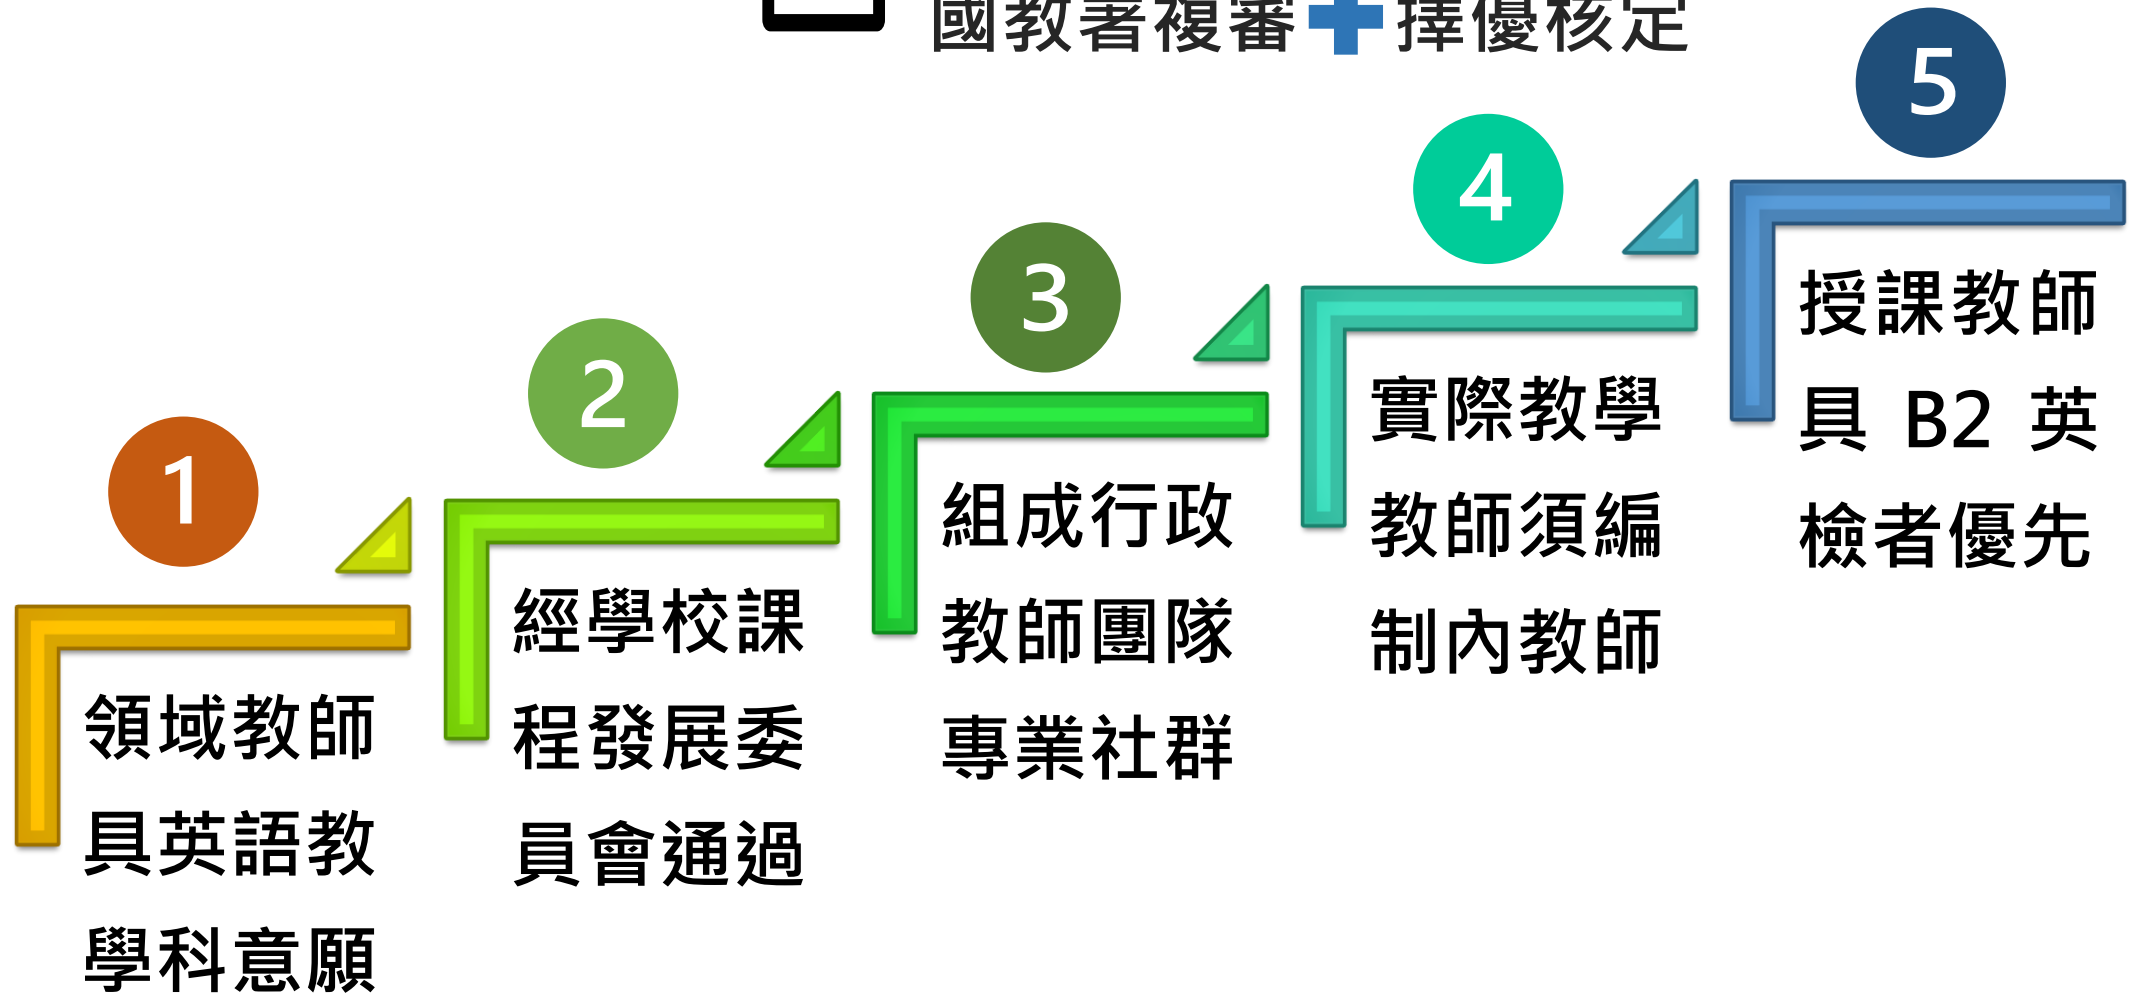 國教署複審
擇優核定
1
領域教師
具英語教
學科意願
2
經學校課
程發展委
員會通過
3
組成行政
教師團隊
專業社群
4
實際教學
教師須編
制內教師
5
授課教師
具 B2 英
檢者優先